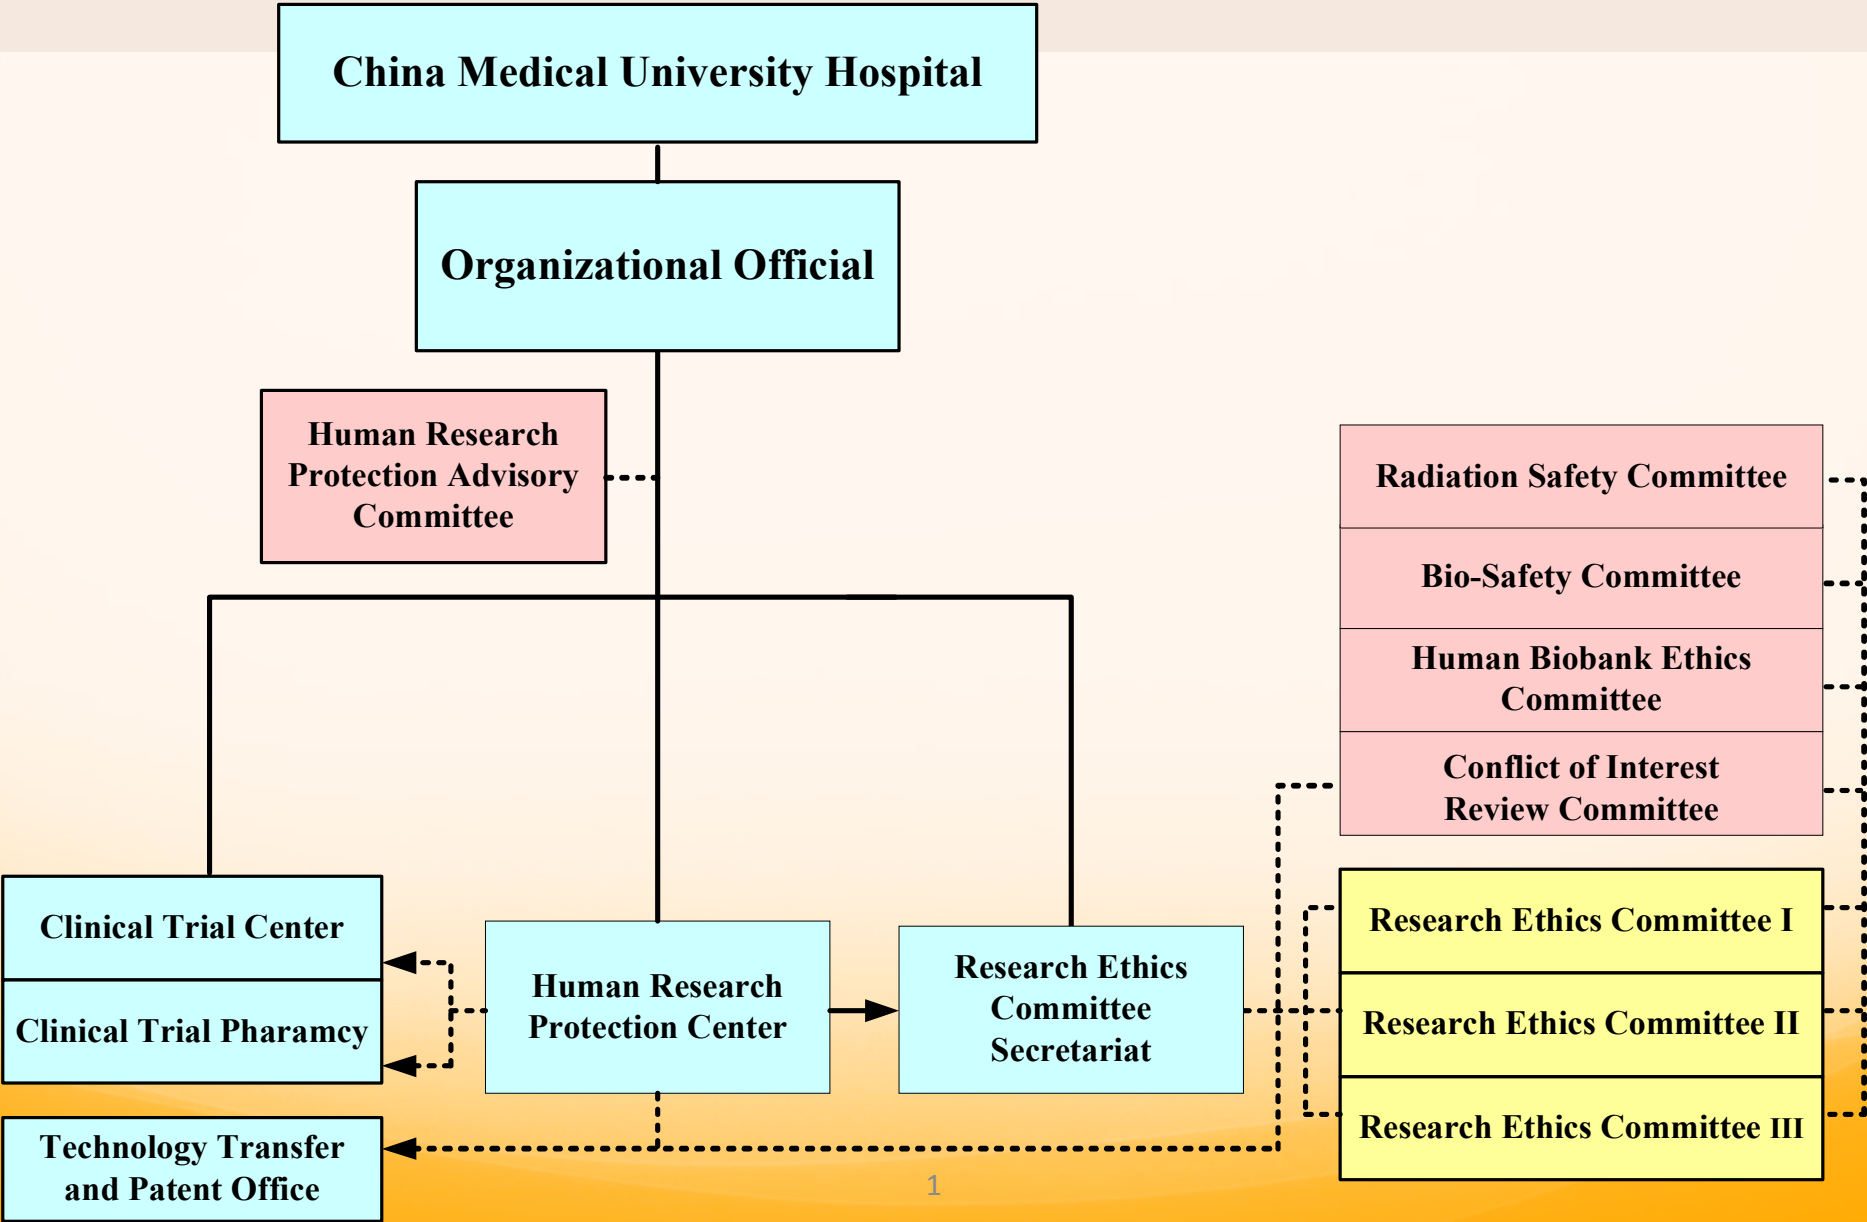 China Medical University Hospital
Organizational Official
Human Research
Protection Advisory
Committee
Radiation Safety Committee
Bio-Safety Committee
Human Biobank Ethics
Committee
Conflict of Interest
Review Committee
Clinical Trial Center
Clinical Trial Pharamcy
Human Research
Protection Center
Research Ethics
Committee
Secretariat
Research Ethics Committee I
Research Ethics Committee II
Research Ethics Committee III
Technology Transfer
and Patent Office
1